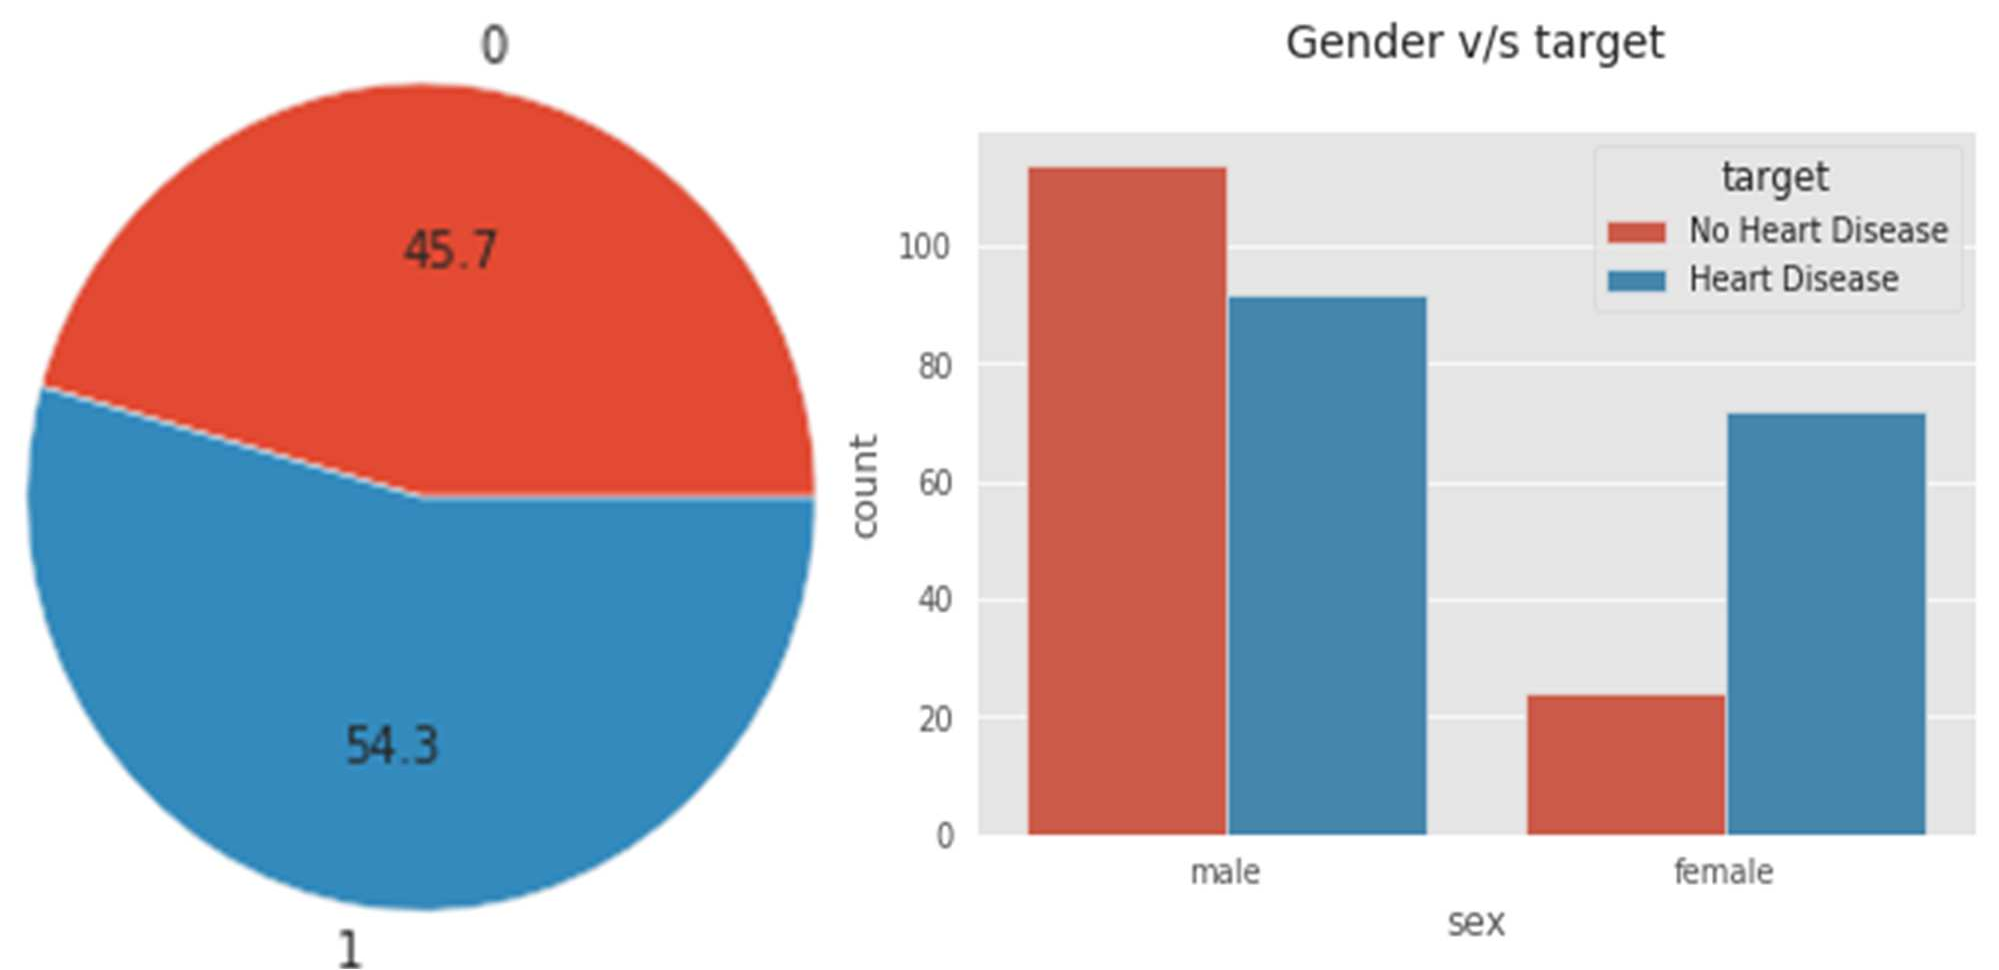 0
45.7
54.3
1
Gender v/s target
target
No Heart Disease
Heart Disease
count
100
80
60
40
20
0
male
female
sex